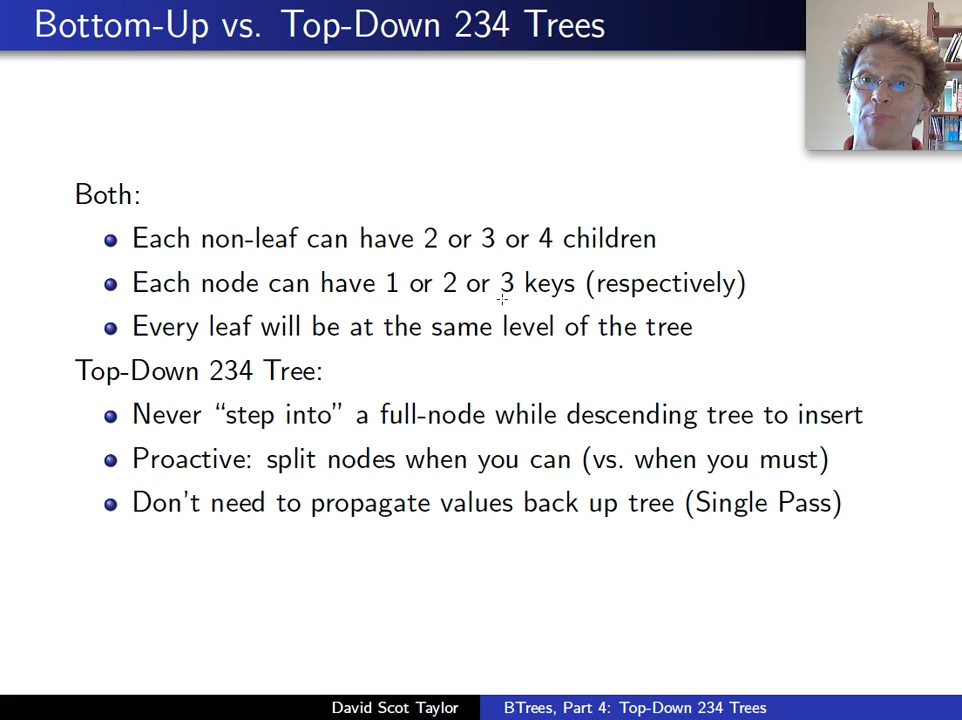 Bottom-Up vs. Top-Down 234 Trees
Both:
Each non-leaf can have 2 or 3 or 4 children
Each node can have 1 or 2 or 3 keys (respectively)
Every leaf will be at the same level of the tree
Top-Down 234 Tree:
Never “step into” a full-node while descending tree to insert
Proactive: split nodes when you can (vs. when you must)
Don't need to propagate values back up tree (Single Pass)
David Scot Taylor
BTrees, Part 4: Top-Down 234 Trees